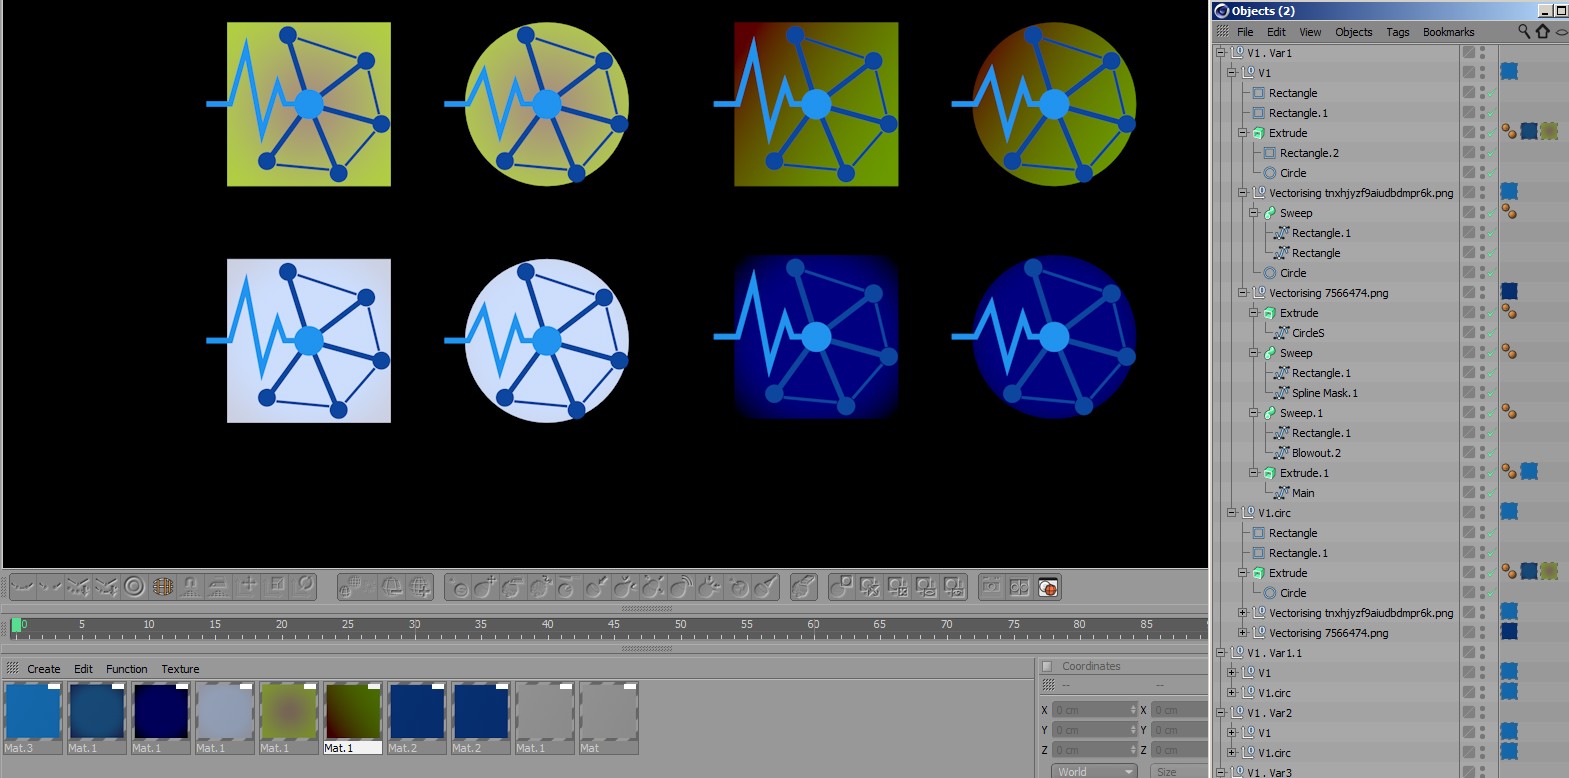 Objects (2)
File Edit View Objects Tags Bookmarks
V1 . Var1
V1
Rectangle
Rectangle.1
Extrude
Rectangle.2
Circle
Vectorising tnxhjyzf9aiudbdmpr6k.png
Sweep
Rectangle.1
Rectangle
Circle
Vectorising 7566474.png
Extrude
CircleS
Sweep
Rectangle.1
Spline Mask.1
Sweep.1
Rectangle.1
Blowout.2
Extrude.1
Main
V1.circ
Rectangle
Rectangle.1
Extrude
Circle
Vectorising tnxhjyzf9aiudbdmpr6k.png
Vectorising 7566474.png
V1 . Var1.1
V1
V1.circ
V1 . Var2
V1
V1.circ
V1 . Var3
0 5 10 15 20 25 30 35 40 45 50 55 60 65 70 75 80 85
Create Edit Function Texture
Mat.3 Mat.1 Mat.1 Mat.1 Mat.1 Mat.1 Mat.2 Mat.2 Mat.1 Mat
Coordinates
-- --
X 0 cm X 0 cm
Y 0 cm Y 0 cm
Z 0 cm Z 0 cm
World Size